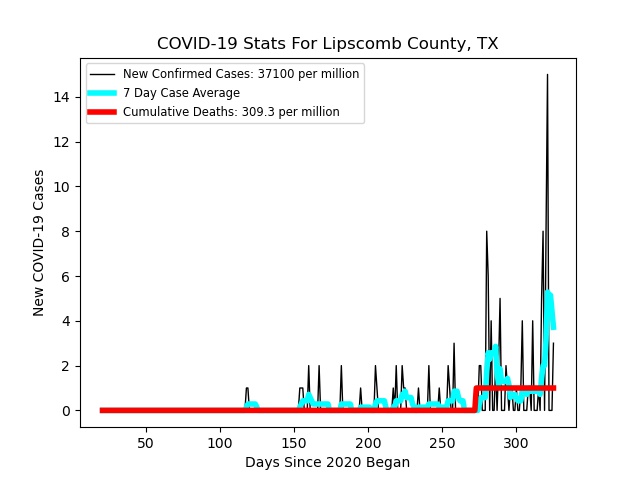 COVID-19 Stats For Lipscomb County, TX
New Confirmed Cases: 37100 per million
7 Day Case Average
Cumulative Deaths: 309.3 per million
New COVID-19 Cases
14
12
10
8
6
4
2
0
50 100 150 200 250 300
Days Since 2020 Began